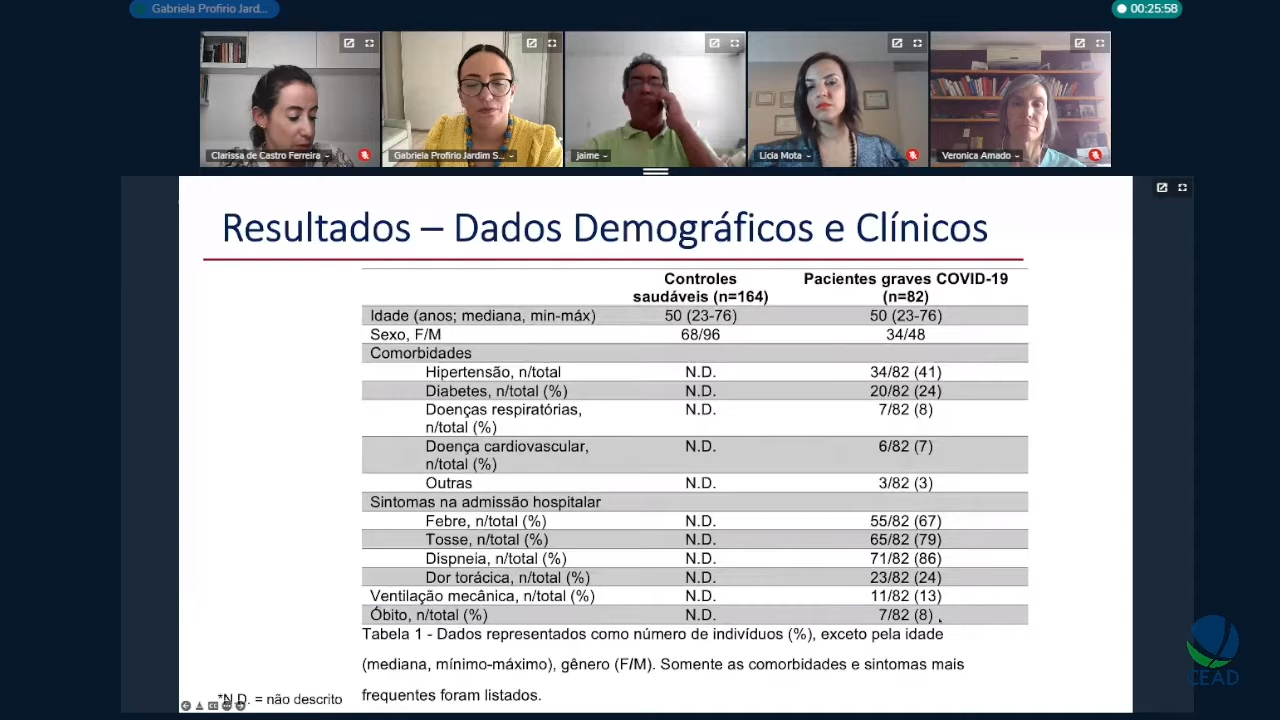 Gabriela Profirio Jard...
00:25:58
Clarissa de Castro Ferreira
Gabriela Profirio Jardim S...
jaime
Licia Mota
Veronica Amado
Resultados – Dados Demográficos e Clínicos
Controles saudáveis (n=164) Pacientes graves COVID-19 (n=82)
Idade (anos; mediana, min-máx) 50 (23-76) 50 (23-76)
Sexo, F/M 68/96 34/48
Comorbidades
Hipertensão, n/total N.D. 34/82 (41)
Diabetes, n/total (%) N.D. 20/82 (24)
Doenças respiratórias, n/total (%) N.D. 7/82 (8)
Doença cardiovascular, n/total (%) N.D. 6/82 (7)
Outras N.D. 3/82 (3)
Sintomas na admissão hospitalar
Febre, n/total (%) N.D. 55/82 (67)
Tosse, n/total (%) N.D. 65/82 (79)
Dispneia, n/total (%) N.D. 71/82 (86)
Dor torácica, n/total (%) N.D. 23/82 (24)
Ventilação mecânica, n/total (%) N.D. 11/82 (13)
Óbito, n/total (%) N.D. 7/82 (8)
Tabela 1 - Dados representados como número de indivíduos (%), exceto pela idade
(mediana, mínimo-máximo), gênero (F/M). Somente as comorbidades e sintomas mais
frequentes foram listados.
*N.D. = não descrito
CEAD